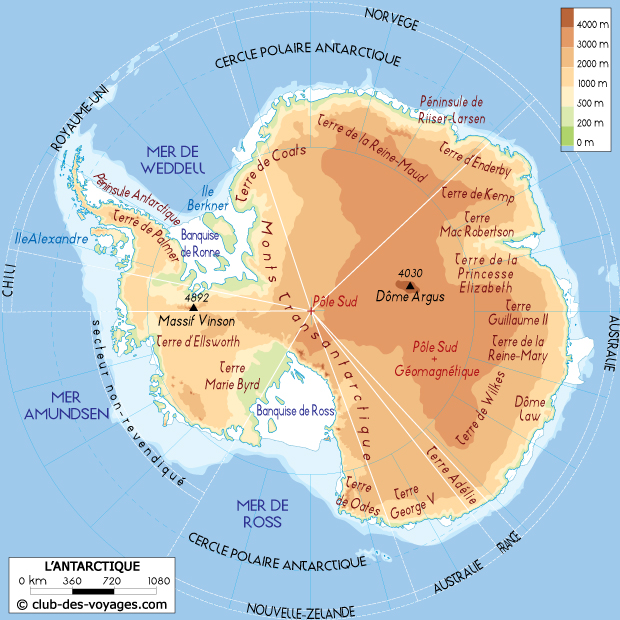 NORVEGE
4000 m
3000 m
2000 m
1000 m
500 m
200 m
0 m
CERCLE POLAIRE ANTARCTIQUE
ROYAUME-UNI
Péninsule de
Riiser-Larsen
MER DE
WEDDELL
Terre de Coats
Terre de la Reine-Maud
Terre d'Enderby
Péninsule Antarctique
Ile
Berkner
Terre de Kemp
Terre
Mac Robertson
Ile Alexandre
Terre de Palmer
Banquise
de Ronne
Monts Transantarctique
Terre de la
Princesse
Elizabeth
CHILI
4892
Massif Vinson
Pôle Sud
4030
Dôme Argus
Terre
Guillaume II
AUSTRALIE
secteur non-revendiqué
Terre d'Ellsworth
Pôle Sud
Géomagnétique
Terre de la
Reine-Mary
Terre
Marie Byrd
MER
AMUNDSEN
Banquise de Ross
Terre de Wilkes
Dôme
Law
MER DE
ROSS
Terre
de Oates
Terre
George V
Terre Adélie
CERCLE POLAIRE ANTARCTIQUE
FRANCE
AUSTRALIE
NOUVELLE-ZELANDE
L'ANTARCTIQUE
0 km 360 720 1080
© club-des-voyages.com